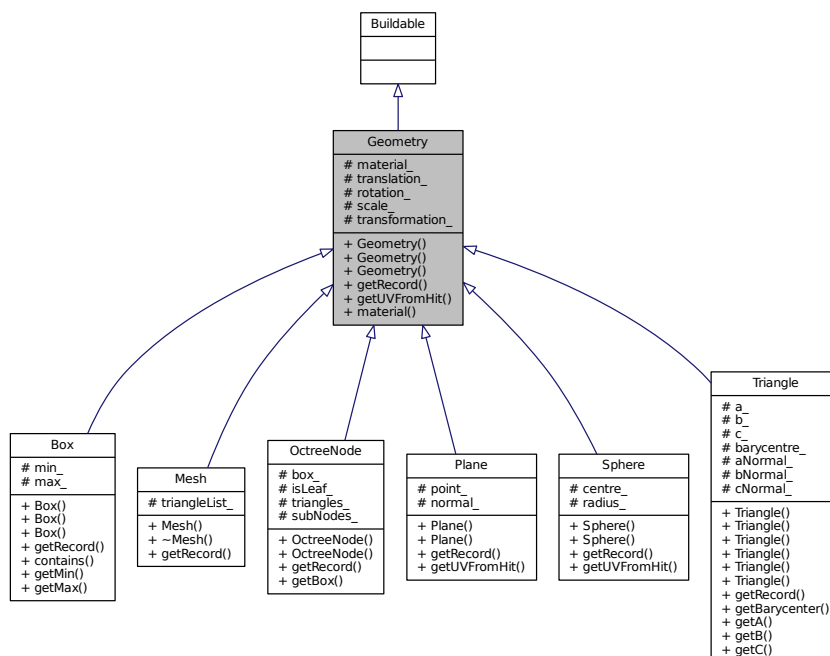 Buildable
Geometry
# material_
# translation_
# rotation_
# scale_
# transformation_
+ Geometry()
+ Geometry()
+ Geometry()
+ getRecord()
+ getUVFromHit()
+ material()
Box
# min_
# max_
+ Box()
+ Box()
+ Box()
+ getRecord()
+ contains()
+ getMin()
+ getMax()
Mesh
# triangleList_
+ Mesh()
+ ~Mesh()
+ getRecord()
OctreeNode
# box_
# isLeaf_
# triangles_
# subNodes_
+ OctreeNode()
+ OctreeNode()
+ getRecord()
+ getBox()
Plane
# point_
# normal_
+ Plane()
+ Plane()
+ getRecord()
+ getUVFromHit()
Sphere
# centre_
# radius_
+ Sphere()
+ Sphere()
+ getRecord()
+ getUVFromHit()
Triangle
# a_
# b_
# c_
# barycentre_
# aNormal_
# bNormal_
# cNormal_
+ Triangle()
+ Triangle()
+ Triangle()
+ Triangle()
+ Triangle()
+ Triangle()
+ getRecord()
+ getBarycenter()
+ getA()
+ getB()
+ getC()